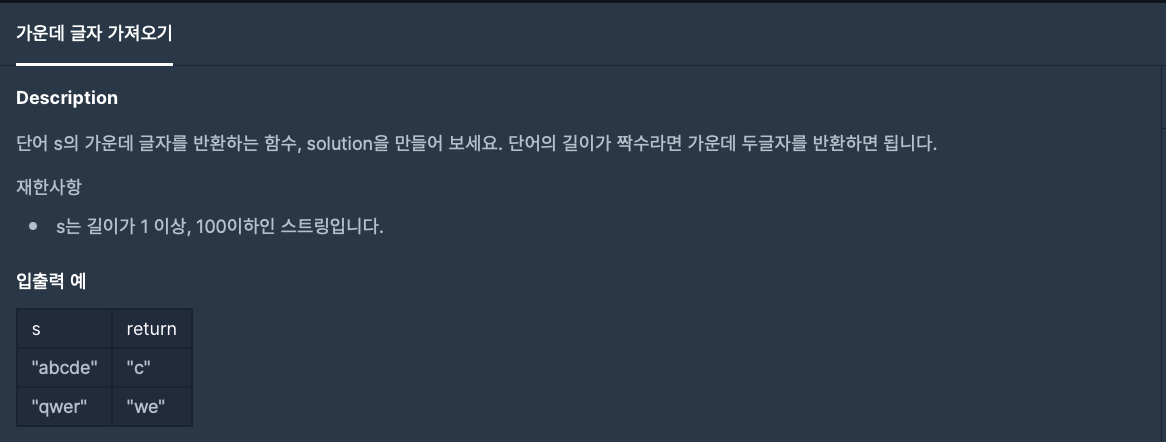 가운데 글자 가져오기
Description
단어 s의 가운데 글자를 반환하는 함수, solution을 만들어 보세요. 단어의 길이가 짝수라면 가운데 두글자를 반환하면 됩니다.
재한사항
s는 길이가 1 이상, 100이하인 스트링입니다.
입출력 예
s return
"abcde" "c"
"qwer" "we"